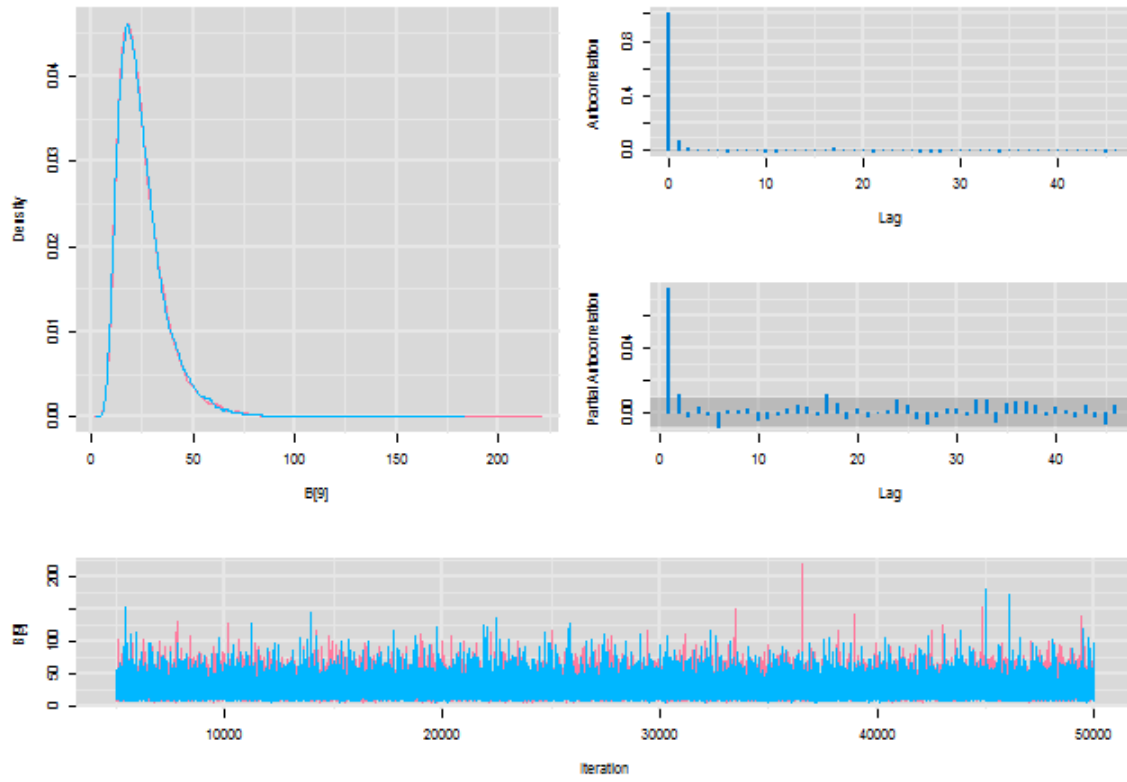 Density
0.00 0.01 0.02 0.03 0.04
0 50 100 150 200
B[9]
Autocorrelation
0.0 0.4 0.8
0 10 20 30 40
Lag
Partial Autocorrelation
0.00 0.04
0 10 20 30 40
Lag
B[9]
0 50 100 200
10000 20000 30000 40000 50000
Iteration